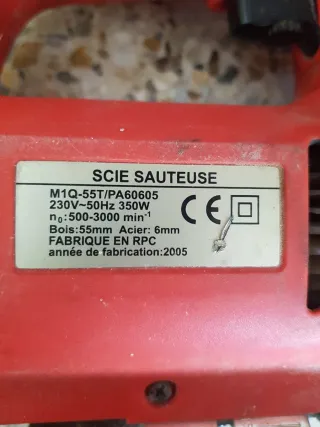 SCIE SAUTEUSE
M1Q-55T/PA60605
230V~50Hz 350W
n₀:500-3000 min⁻¹
Bois:55mm Acier: 6mm
FABRIQUE EN RPC
année de fabrication:2005
CE